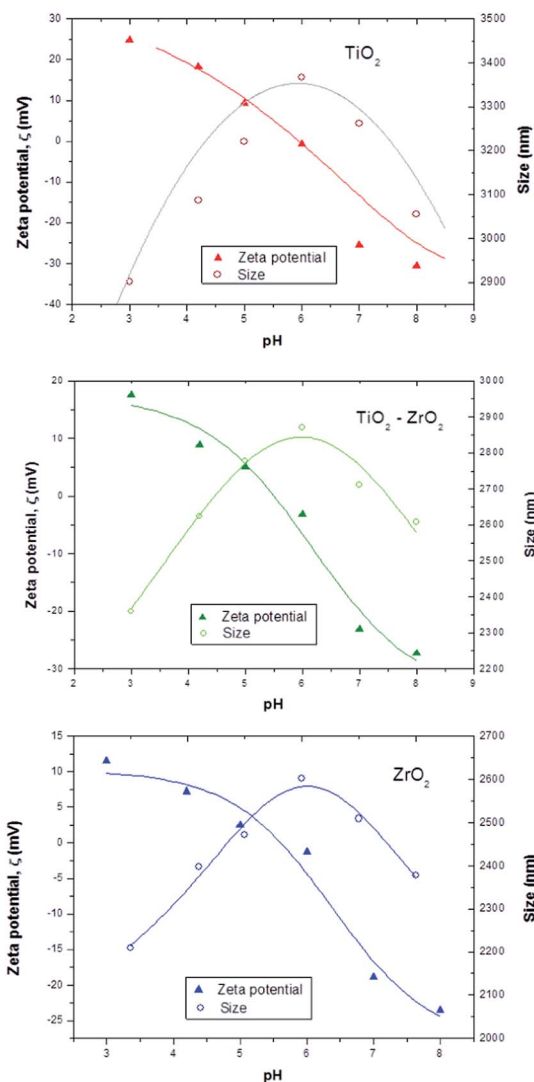 30
20
10
0
-10
-20
-30
-40
Zeta potential, ζ (mV)
TiO2
Zeta potential
Size
3500
3400
3300
3200
3100
3000
2900
Size (nm)
2 3 4 5 6 7 8 9
pH
20
10
0
-10
-20
-30
Zeta potential, ζ (mV)
TiO2 - ZrO2
Zeta potential
Size
3000
2900
2800
2700
2600
2500
2400
2300
2200
Size (nm)
2 3 4 5 6 7 8 9
pH
15
10
5
0
-5
-10
-15
-20
-25
Zeta potential, ζ (mV)
ZrO2
Zeta potential
Size
2700
2600
2500
2400
2300
2200
2100
2000
Size (nm)
3 4 5 6 7 8
pH